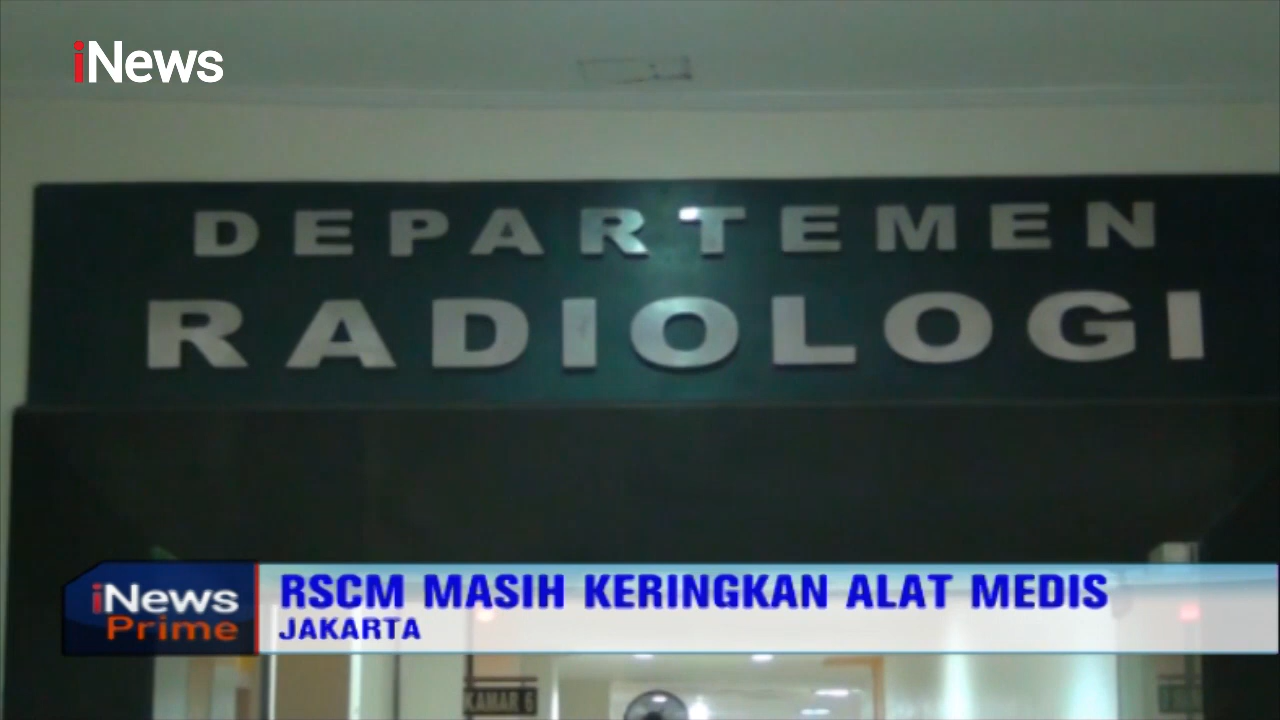 iNews
DEPARTEMEN
RADIOLOGI
iNews
Prime
RSCM MASIH KERINGKAN ALAT MEDIS
JAKARTA
KAMAR 6